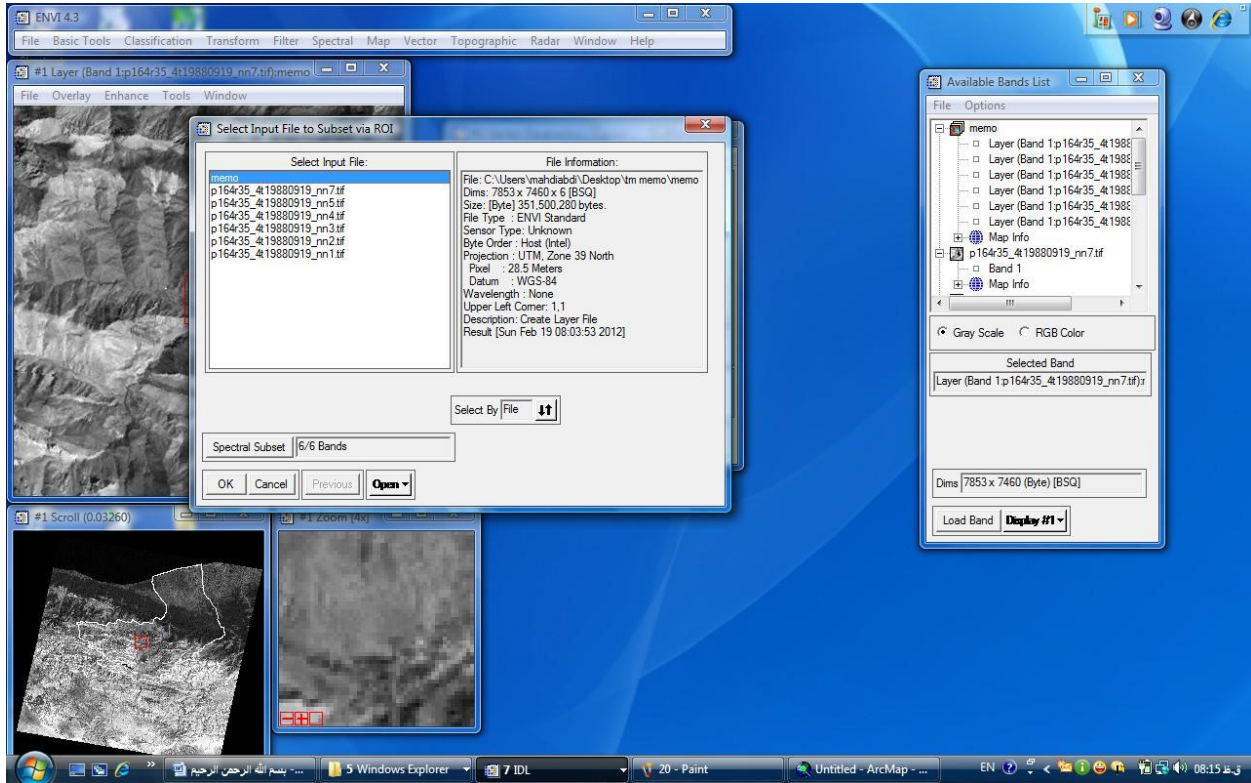 ENVI 4.3
File Basic Tools Classification Transform Filter Spectral Map Vector Topographic Radar Window Help
#1 Layer (Band 1:p164r35_4t19880919_nn7.tif):memo
File Overlay Enhance Tools Window
Select Input File to Subset via ROI
Select Input File:
memo
p164r35_4t19880919_nn7.tif
p164r35_4t19880919_nn5.tif
p164r35_4t19880919_nn4.tif
p164r35_4t19880919_nn3.tif
p164r35_4t19880919_nn2.tif
p164r35_4t19880919_nn1.tif
File Information:
File: C:\Users\mahdiabdi\Desktop\tm memo\memo
Dims: 7853 x 7460 x 6 [BSQ]
Size: [Byte] 351,500,280 bytes.
File Type : ENVI Standard
Sensor Type: Unknown
Byte Order : Host (Intel)
Projection : UTM, Zone 39 North
Pixel : 28.5 Meters
Datum : WGS-84
Wavelength : None
Upper Left Corner: 1,1
Description: Create Layer File
Result [Sun Feb 19 08:03:53 2012]
Select By File
Spectral Subset 6/6 Bands
OK Cancel Previous Open
#1 Scroll (0.03260)
#1 Zoom [4x]
Available Bands List
File Options
memo
Layer (Band 1:p164r35_4t1988
Layer (Band 1:p164r35_4t1988
Layer (Band 1:p164r35_4t1988
Layer (Band 1:p164r35_4t1988
Layer (Band 1:p164r35_4t1988
Layer (Band 1:p164r35_4t1988
Map Info
p164r35_4t19880919_nn7.tif
Band 1
Map Info
Gray Scale RGB Color
Selected Band
Layer (Band 1:p164r35_4t19880919_nn7.tif):r
Dims 7853 x 7460 (Byte) [BSQ]
Load Band Display #1
بسم الله الرحمن الرحيم -...
5 Windows Explorer
7 IDL
20 - Paint
Untitled - ArcMap - ...
EN
08:15 ق.ظ